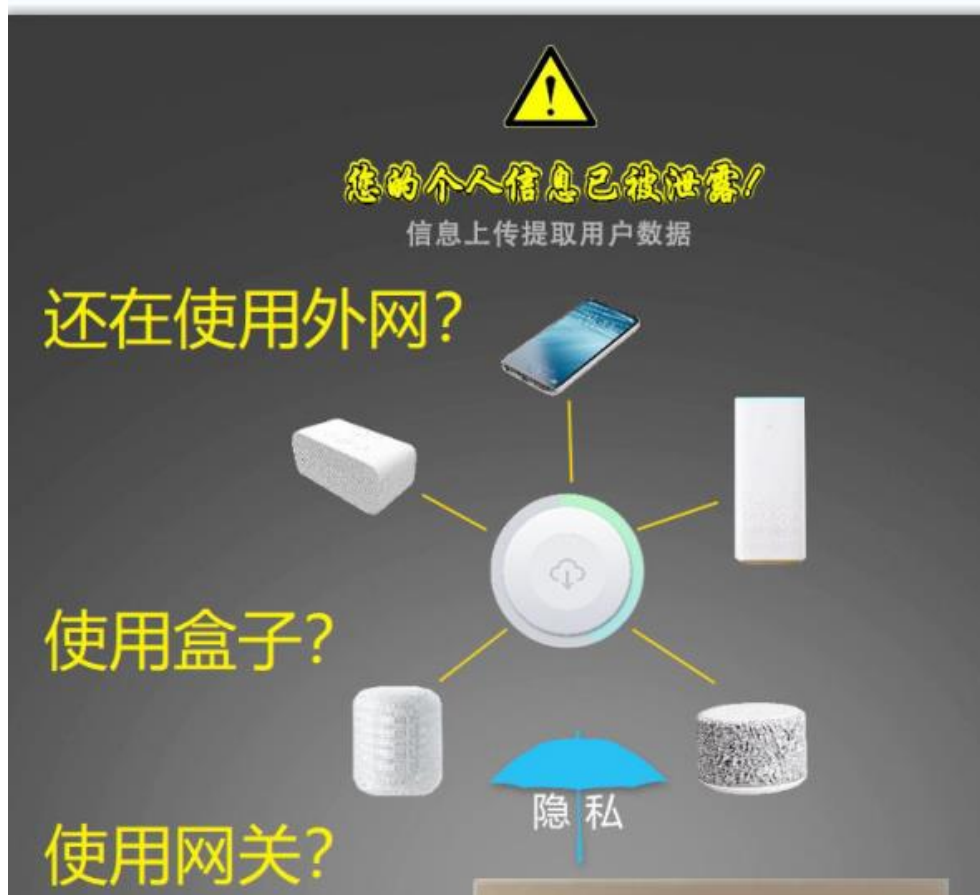 您的个人信息已被泄露!
信息上传提取用户数据
还在使用外网?
使用盒子?
隐私
使用网关?